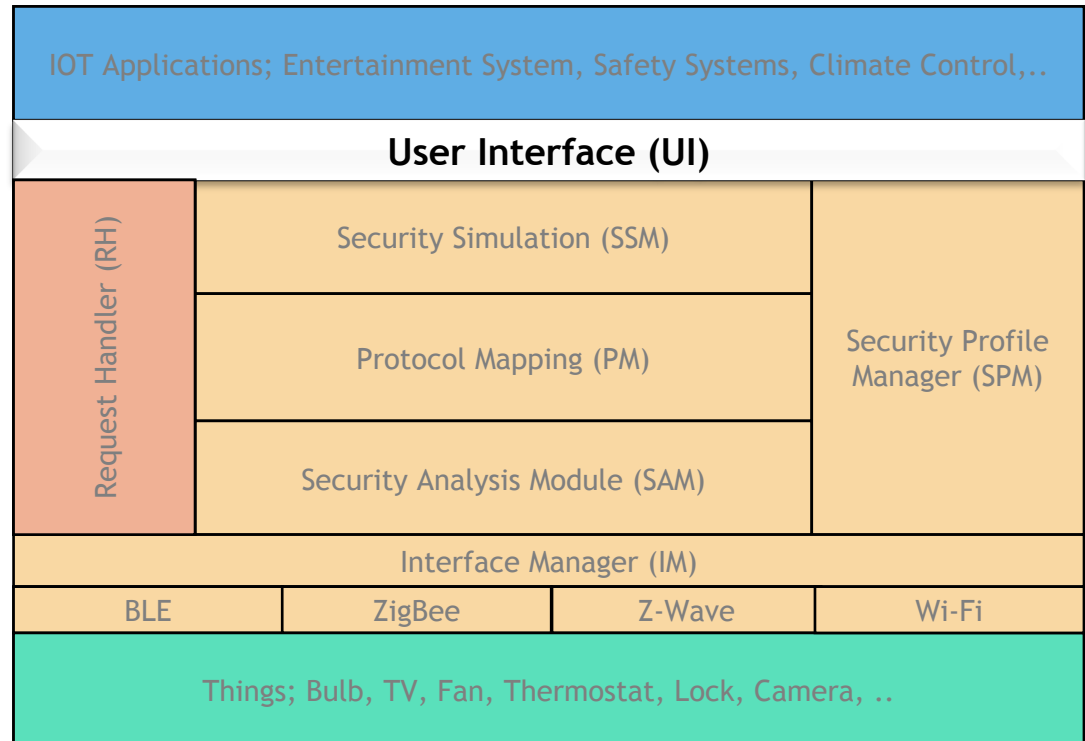 IOT Applications; Entertainment System, Safety Systems, Climate Control,..
User Interface (UI)
Request Handler (RH)
Security Simulation (SSM)
Protocol Mapping (PM)
Security Analysis Module (SAM)
Security Profile
Manager (SPM)
Interface Manager (IM)
BLE
ZigBee
Z-Wave
Wi-Fi
Things; Bulb, TV, Fan, Thermostat, Lock, Camera, ..